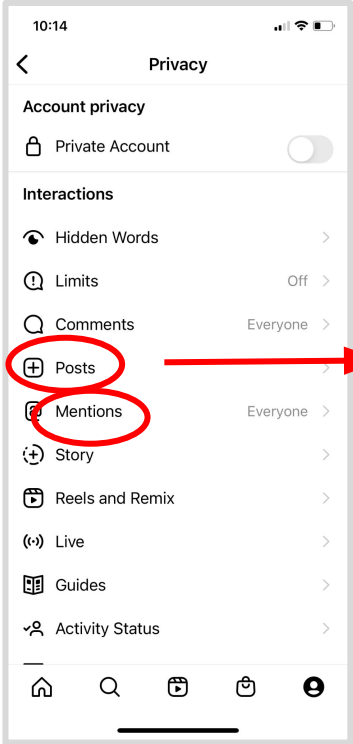 10:14
Privacy
Account privacy
Private Account
Interactions
Hidden Words
Limits Off
Comments Everyone
Posts
Mentions Everyone
Story
Reels and Remix
Live
Guides
Activity Status